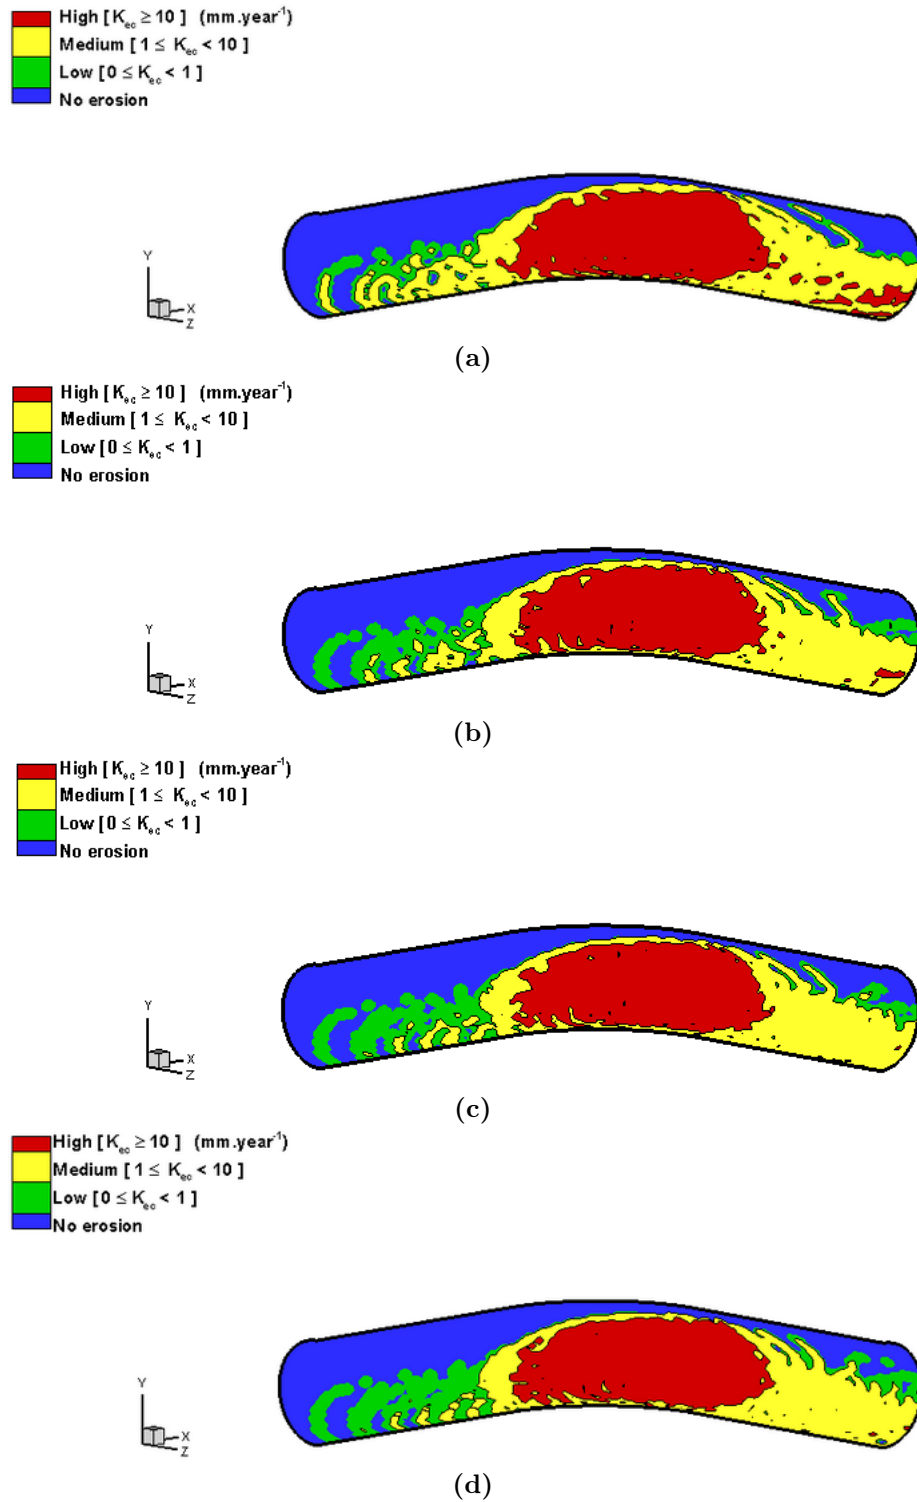 High [ K_ec ≥ 10 ] (mm.year⁻¹)
Medium [ 1 ≤ K_ec < 10 ]
Low [0 ≤ K_ec < 1 ]
No erosion
Y
X
Z
(a)
High [ K_ec ≥ 10 ] (mm.year⁻¹)
Medium [ 1 ≤ K_ec < 10 ]
Low [0 ≤ K_ec < 1 ]
No erosion
Y
X
Z
(b)
High [ K_ec ≥ 10 ] (mm.year⁻¹)
Medium [ 1 ≤ K_ec < 10 ]
Low [0 ≤ K_ec < 1 ]
No erosion
Y
X
Z
(c)
High [ K_ec ≥ 10 ] (mm.year⁻¹)
Medium [ 1 ≤ K_ec < 10 ]
Low [0 ≤ K_ec < 1 ]
No erosion
Y
X
Z
(d)